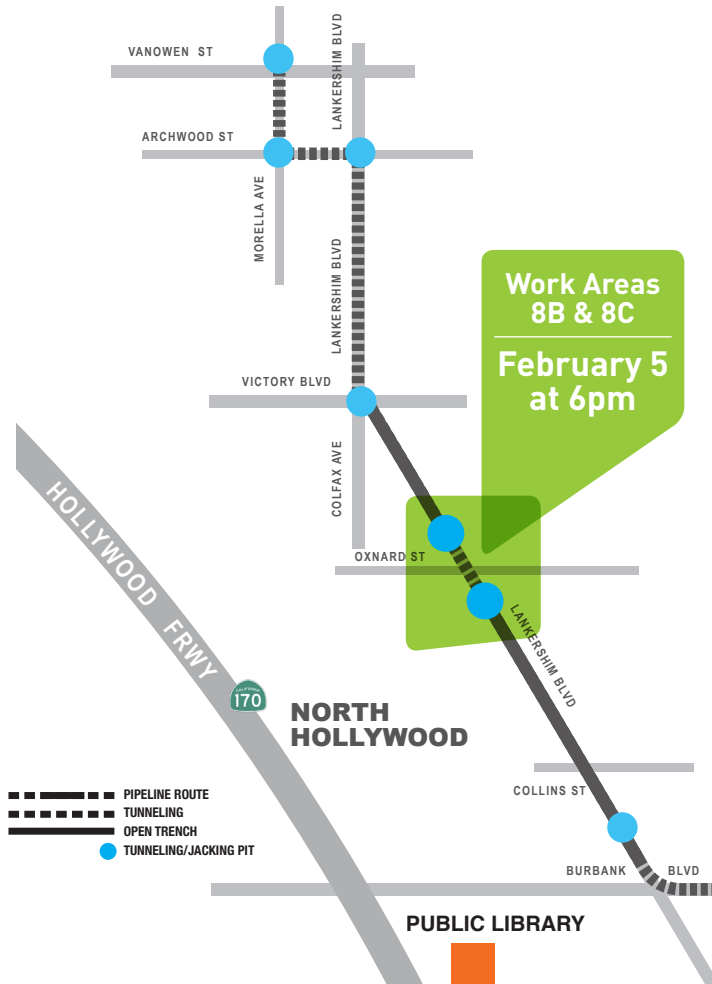 VANOWEN ST
LANKERSHIM BLVD
ARCHWOOD ST
MORELLA AVE
LANKERSHIM BLVD
Work Areas
8B & 8C
February 5
at 6pm
VICTORY BLVD
COLFAX AVE
OXNARD ST
HOLLYWOOD FRWY
LANKERSHIM BLVD
CALIFORNIA
170
NORTH
HOLLYWOOD
COLLINS ST
PIPELINE ROUTE
TUNNELING
OPEN TRENCH
TUNNELING/JACKING PIT
BURBANK BLVD
PUBLIC LIBRARY